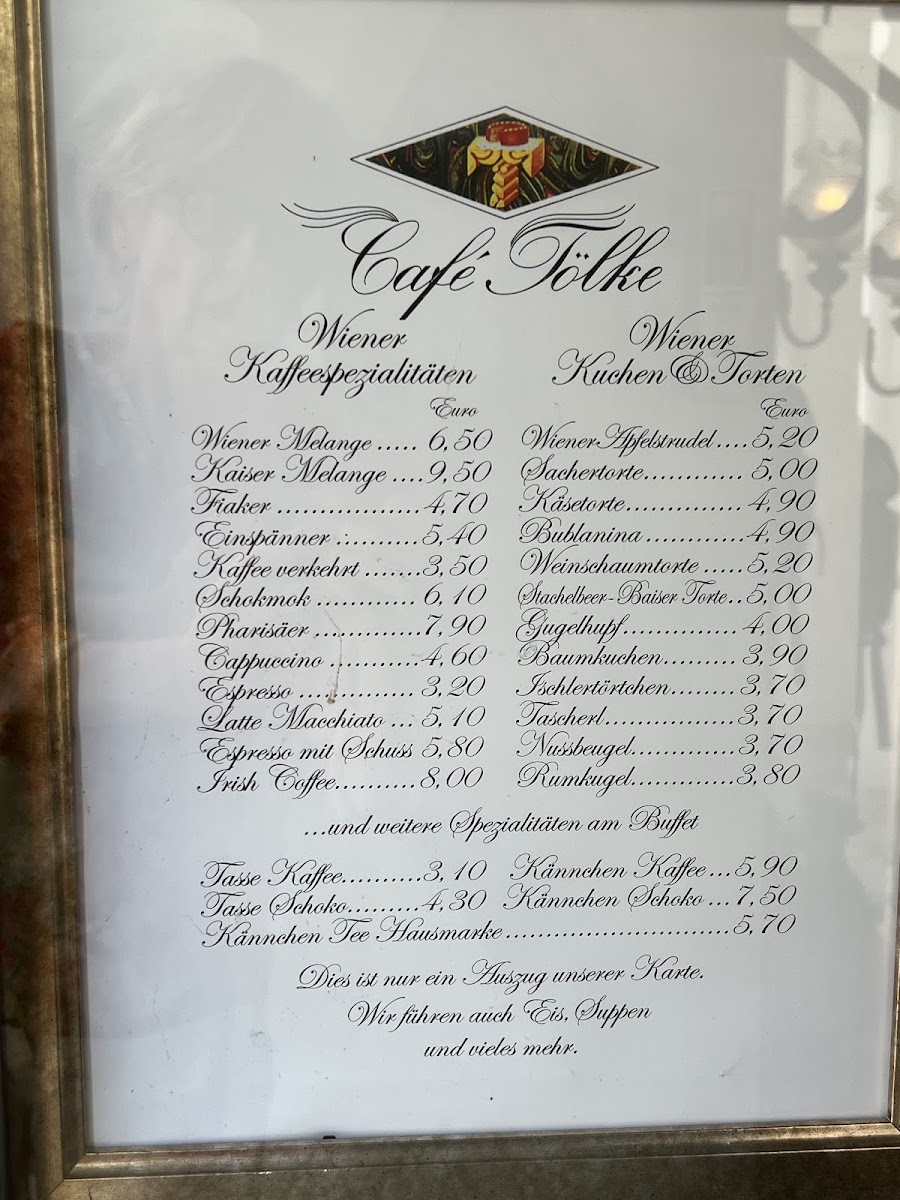 Café Tölke
Wiener
Kaffeespezialitäten
Euro
Wiener Melange ..... 6,50
Kaiser Melange ....9,50
Fiaker .................4,70
Einspänner ..........5,40
Kaffee verkehrt .......3,50
Schokmok ............ 6,10
Pharisäer .............7,90
Cappuccino ...........4,60
Espresso .............. 3,20
Latte Macchiato ... 5,10
Espresso mit Schuss 5,80
Irish Coffee..........8,00
Wiener
Kuchen & Torten
Euro
Wiener Apfelstrudel....5,20
Sachertorte............ 5,00
Käsetorte..............4,90
Bublanina ............4,90
Weinschaumtorte .....5,20
Stachelbeer-Baiser Torte..5,00
Gugelhupf..............4,00
Baumkuchen.........3,90
Ischlertörtchen........3,70
Tascherl................3,70
Nussbeugel.............3,70
Rumkugel.............3,80
...und weitere Spezialitäten am Buffet
Tasse Kaffee..........3,10 Kännchen Kaffee...5,90
Tasse Schoko.........4,30 Kännchen Schoko ...7,50
Kännchen Tee Hausmarke...........................5,70
Dies ist nur ein Auszug unserer Karte.
Wir führen auch Eis, Suppen
und vieles mehr.